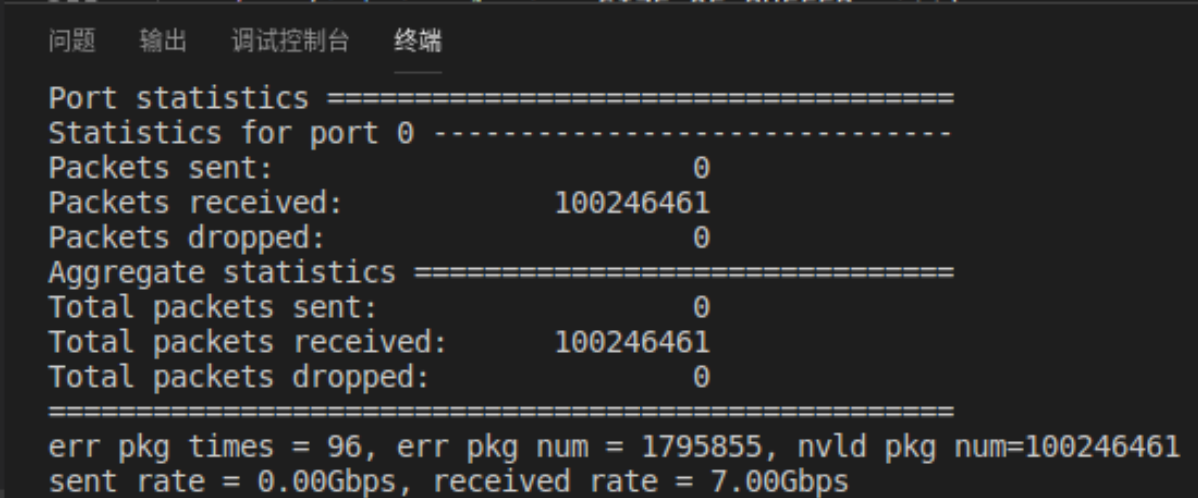 问题 输出 调试控制台 终端
Port statistics ====================================
Statistics for port 0 ------------------------------
Packets sent: 0
Packets received: 100246461
Packets dropped: 0
Aggregate statistics ===============================
Total packets sent: 0
Total packets received: 100246461
Total packets dropped: 0
====================================================
err pkg times = 96, err pkg num = 1795855, nvld pkg num=100246461
sent rate = 0.00Gbps, received rate = 7.00Gbps